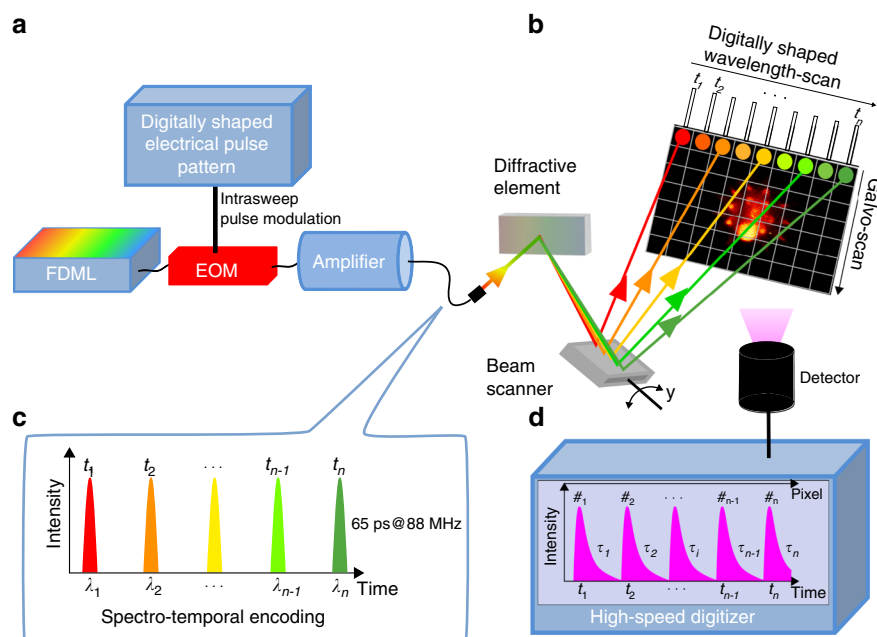 a
Digitally shaped
electrical pulse
pattern
Intrasweep
pulse modulation
FDML
EOM
Amplifier
b
Digitally shaped
wavelength-scan
t1 t2 . . . tn
Diffractive
element
Galvo-scan
Beam
scanner
y
Detector
c
Intensity
t1 t2 . . . tn-1 tn
65 ps@88 MHz
λ1 λ2 . . . λn-1 λn Time
Spectro-temporal encoding
d
#1 #2 . . . #n-1 #n Pixel
Intensity
τ1 τ2 τi τn-1 τn
t1 t2 . . . tn-1 tn Time
High-speed digitizer